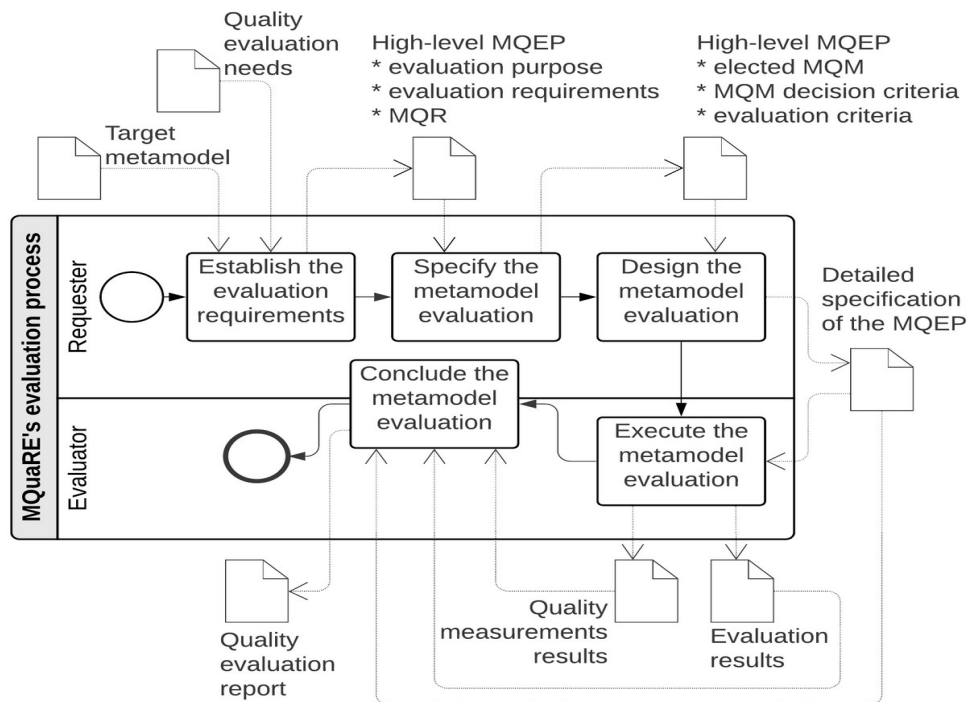 Quality
evaluation
needs
High-level MQEP
* evaluation purpose
* evaluation requirements
* MQR
High-level MQEP
* elected MQM
* MQM decision criteria
* evaluation criteria
Target
metamodel
MQuaRE's evaluation process
Requester
Establish the
evaluation
requirements
Specify the
metamodel
evaluation
Design the
metamodel
evaluation
Detailed
specification
of the MQEP
Evaluator
Conclude the
metamodel
evaluation
Execute the
metamodel
evaluation
Quality
evaluation
report
Quality
measurements
results
Evaluation
results